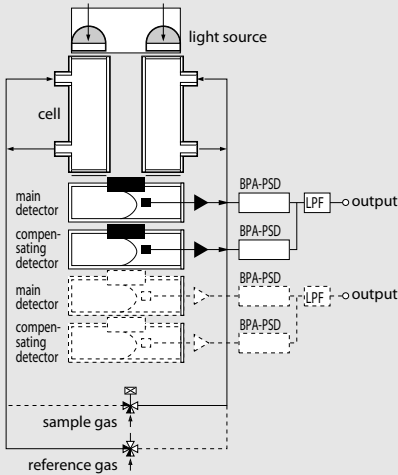 light source
cell
BPA-PSD
main
detector
LPF
output
BPA-PSD
compen-
sating
detector
BPA-PSD
main
detector
LPF
output
BPA-PSD
compen-
sating
detector
sample gas
reference gas